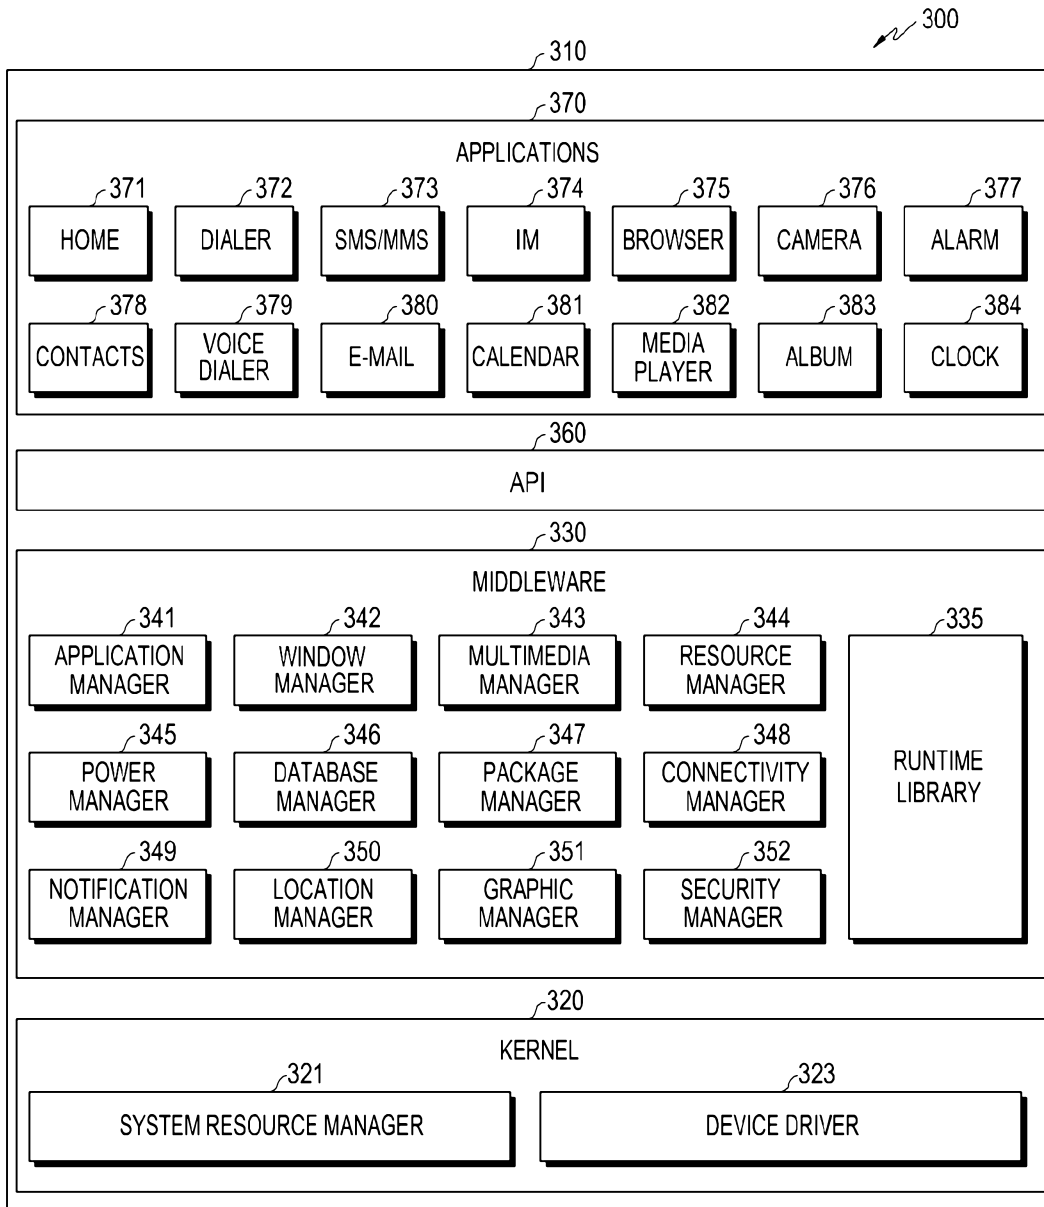 300
310
370
APPLICATIONS
371 372 373 374 375 376 377
HOME DIALER SMS/MMS IM BROWSER CAMERA ALARM
378 379 380 381 382 383 384
CONTACTS VOICE DIALER E-MAIL CALENDAR MEDIA PLAYER ALBUM CLOCK
360
API
330
MIDDLEWARE
341 342 343 344 335
APPLICATION MANAGER WINDOW MANAGER MULTIMEDIA MANAGER RESOURCE MANAGER
345 346 347 348
POWER MANAGER DATABASE MANAGER PACKAGE MANAGER CONNECTIVITY MANAGER RUNTIME LIBRARY
349 350 351 352
NOTIFICATION MANAGER LOCATION MANAGER GRAPHIC MANAGER SECURITY MANAGER
320
KERNEL
321 323
SYSTEM RESOURCE MANAGER DEVICE DRIVER